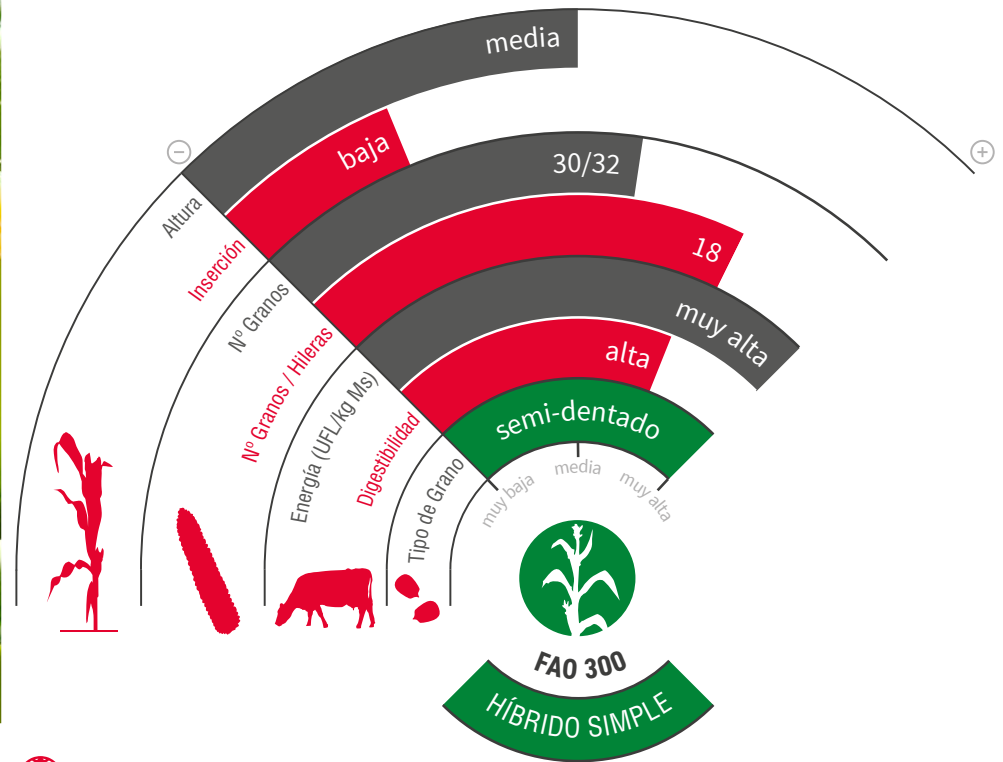 media
baja
30/32
18
muy alta
alta
semi-dentado
−
+
Altura
Inserción
Nº Granos
Nº Granos / Hileras
Energía (UFL/kg Ms)
Digestibilidad
Tipo de Grano
muy baja
media
muy alta
FAO 300
HÍBRIDO SIMPLE